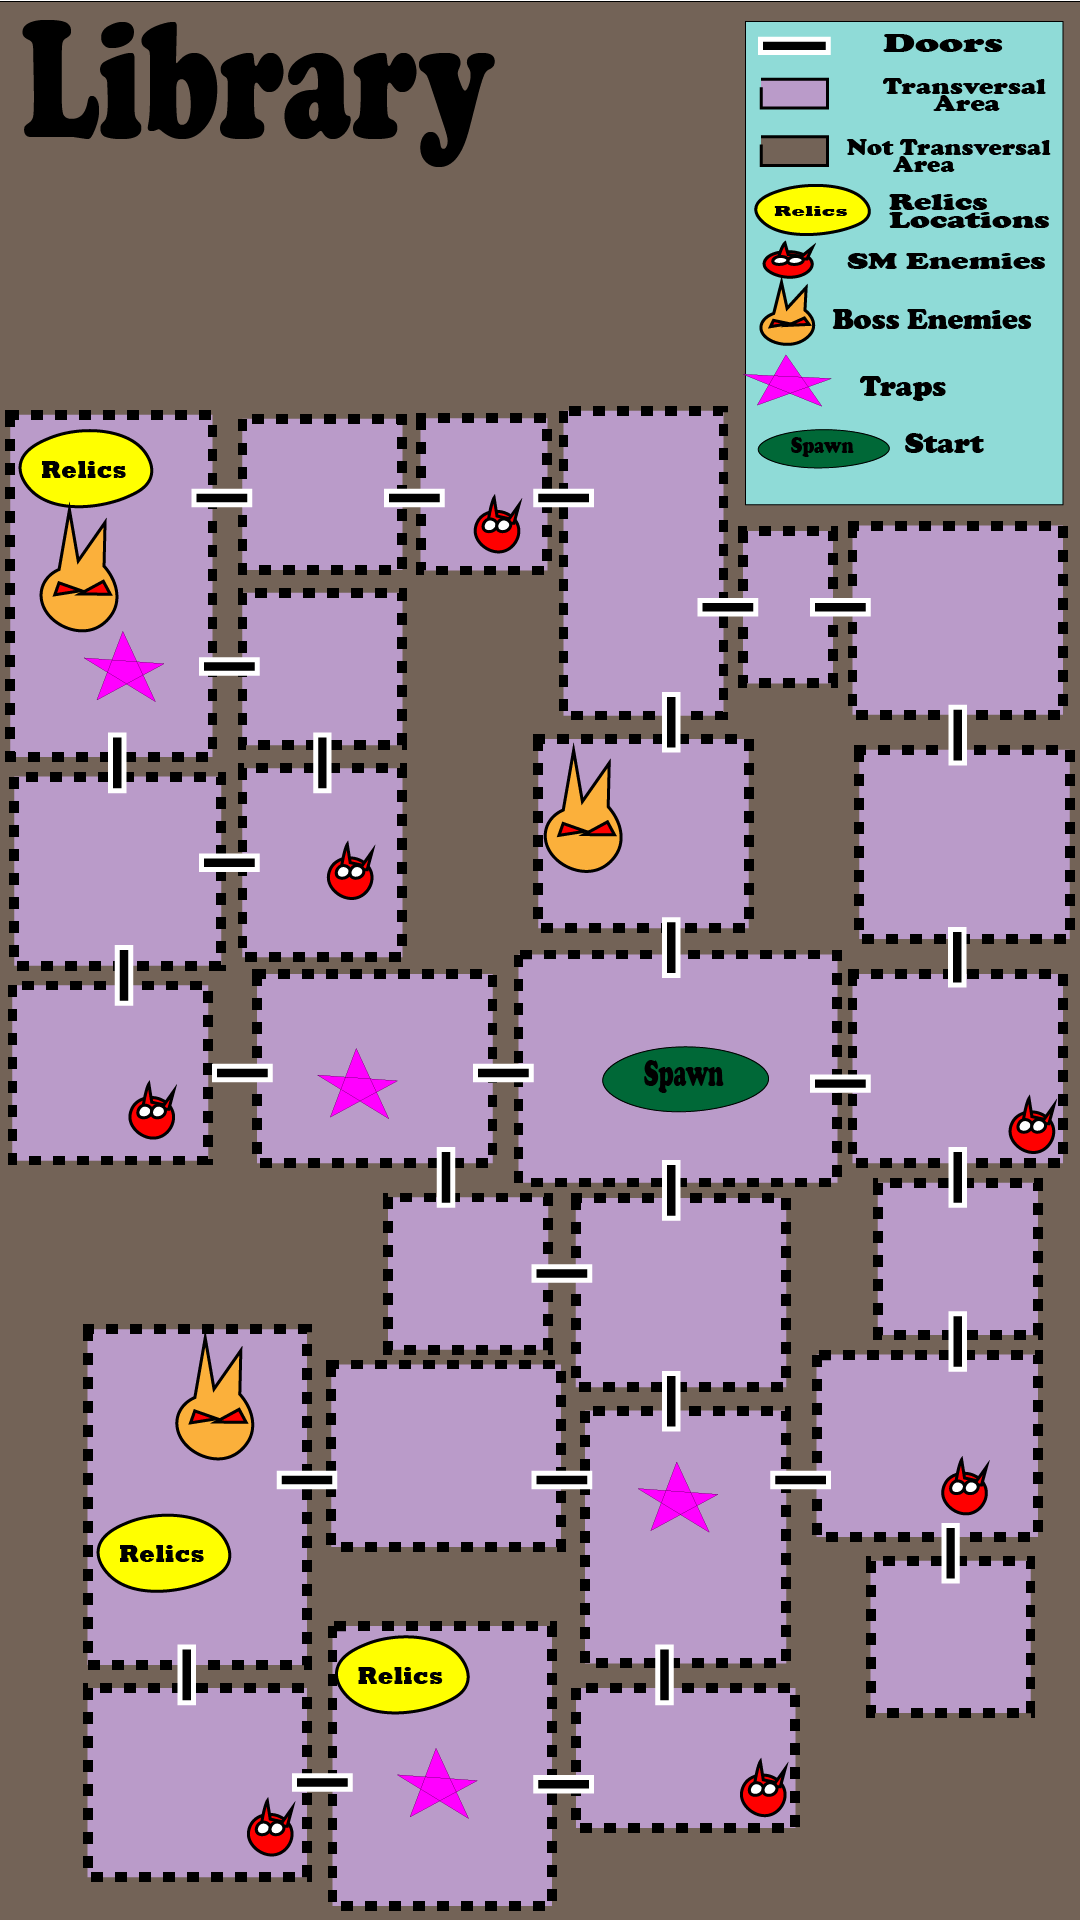 Library
Doors
Transversal
Area
Not Transversal
Area
Relics
Relics
Locations
SM Enemies
Boss Enemies
Traps
Spawn
Start
Relics
Spawn
Relics
Relics